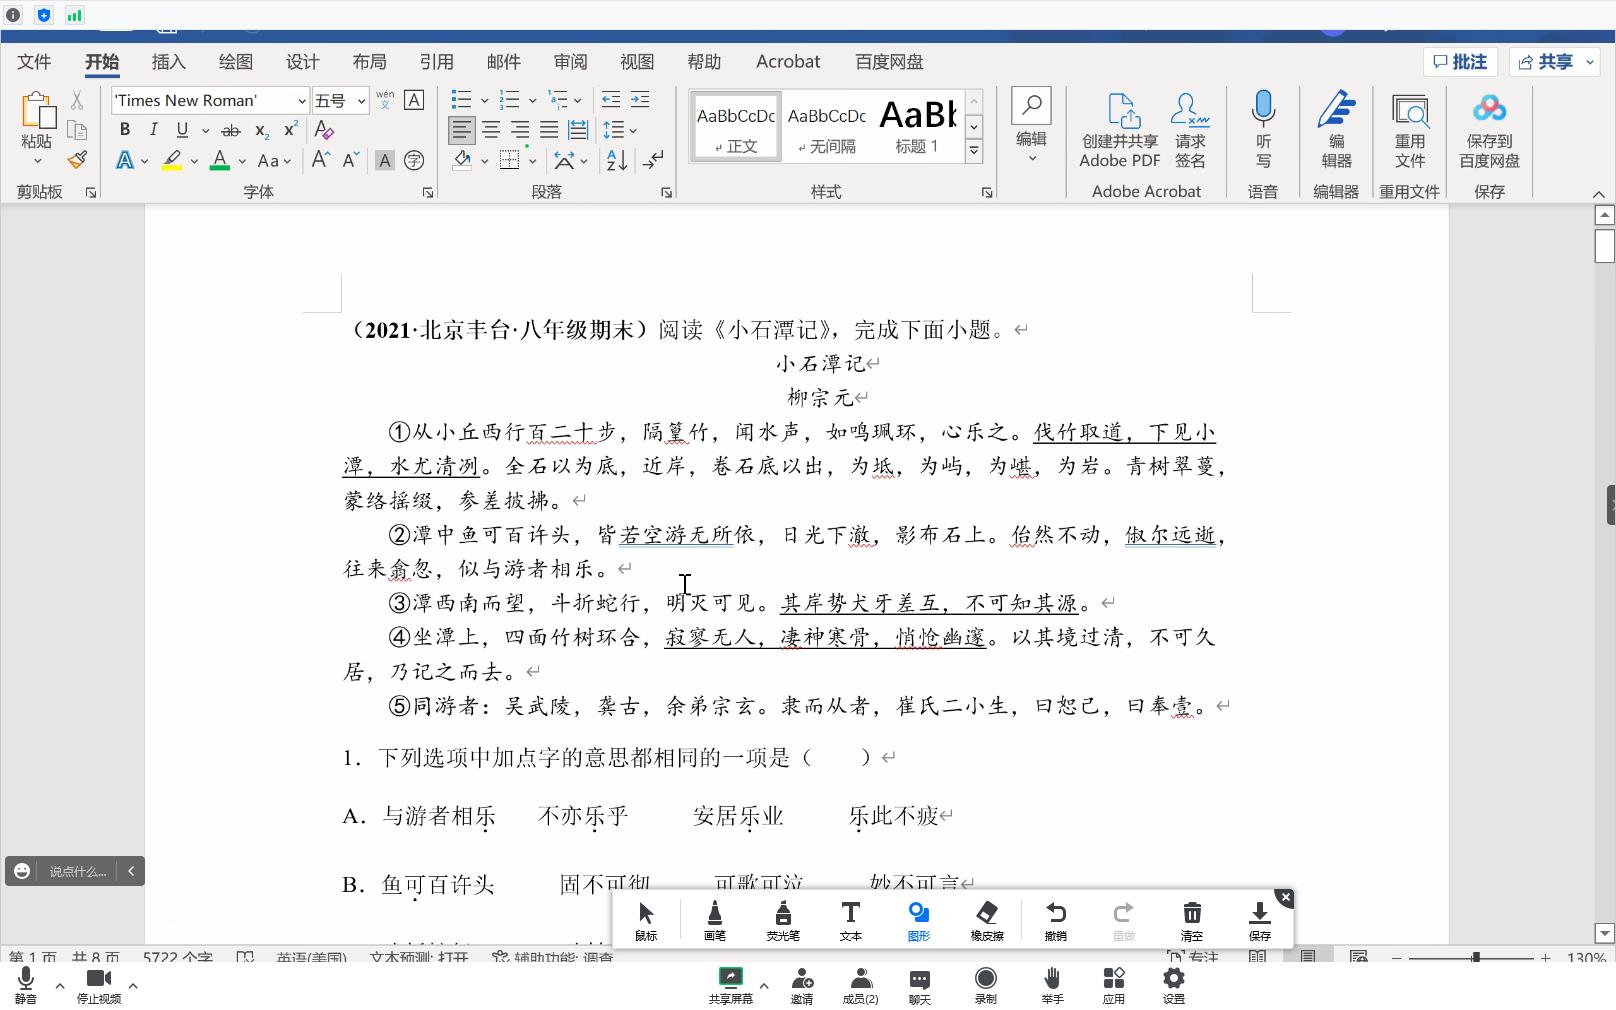 文件 开始 插入 绘图 设计 布局 引用 邮件 审阅 视图 帮助 Acrobat 百度网盘 批注 共享
'Times New Roman' 五号 wén 文 A
AaBbCcDc AaBbCcDc AaBb
粘贴 B I U ab x₂ x² 编辑 创建并共享 请求 听 编 重用 保存到
正文 无间隔 标题 1 Adobe PDF 签名 写 辑器 文件 百度网盘
A Aa A A A 字
剪贴板 字体 段落 样式 Adobe Acrobat 语音 编辑器 重用文件 保存
（2021·北京丰台·八年级期末）阅读《小石潭记》，完成下面小题。
小石潭记
柳宗元
①从小丘西行百二十步，隔篁竹，闻水声，如鸣珮环，心乐之。伐竹取道，下见小
潭，水尤清冽。全石以为底，近岸，卷石底以出，为坻，为屿，为嵁，为岩。青树翠蔓，
蒙络摇缀，参差披拂。
②潭中鱼可百许头，皆若空游无所依，日光下澈，影布石上。佁然不动，俶尔远逝，
往来翕忽，似与游者相乐。
③潭西南而望，斗折蛇行，明灭可见。其岸势犬牙差互，不可知其源。
④坐潭上，四面竹树环合，寂寥无人，凄神寒骨，悄怆幽邃。以其境过清，不可久
居，乃记之而去。
⑤同游者：吴武陵，龚古，余弟宗玄。隶而从者，崔氏二小生，曰恕己，曰奉壹。
1．下列选项中加点字的意思都相同的一项是（ ）
A．与游者相乐 不亦乐乎 安居乐业 乐此不疲
说点什么...
B．鱼可百许头 固不可彻 可歌可泣 妙不可言
鼠标 画笔 荧光笔 文本 图形 橡皮擦 撤销 重做 清空 保存
第 1 页 共 8 页 5722 个字 英语(美国) 文本预测: 打开 辅助功能: 调查 专注 130%
静音 停止视频 共享屏幕 邀请 成员(2) 聊天 录制 举手 应用 设置